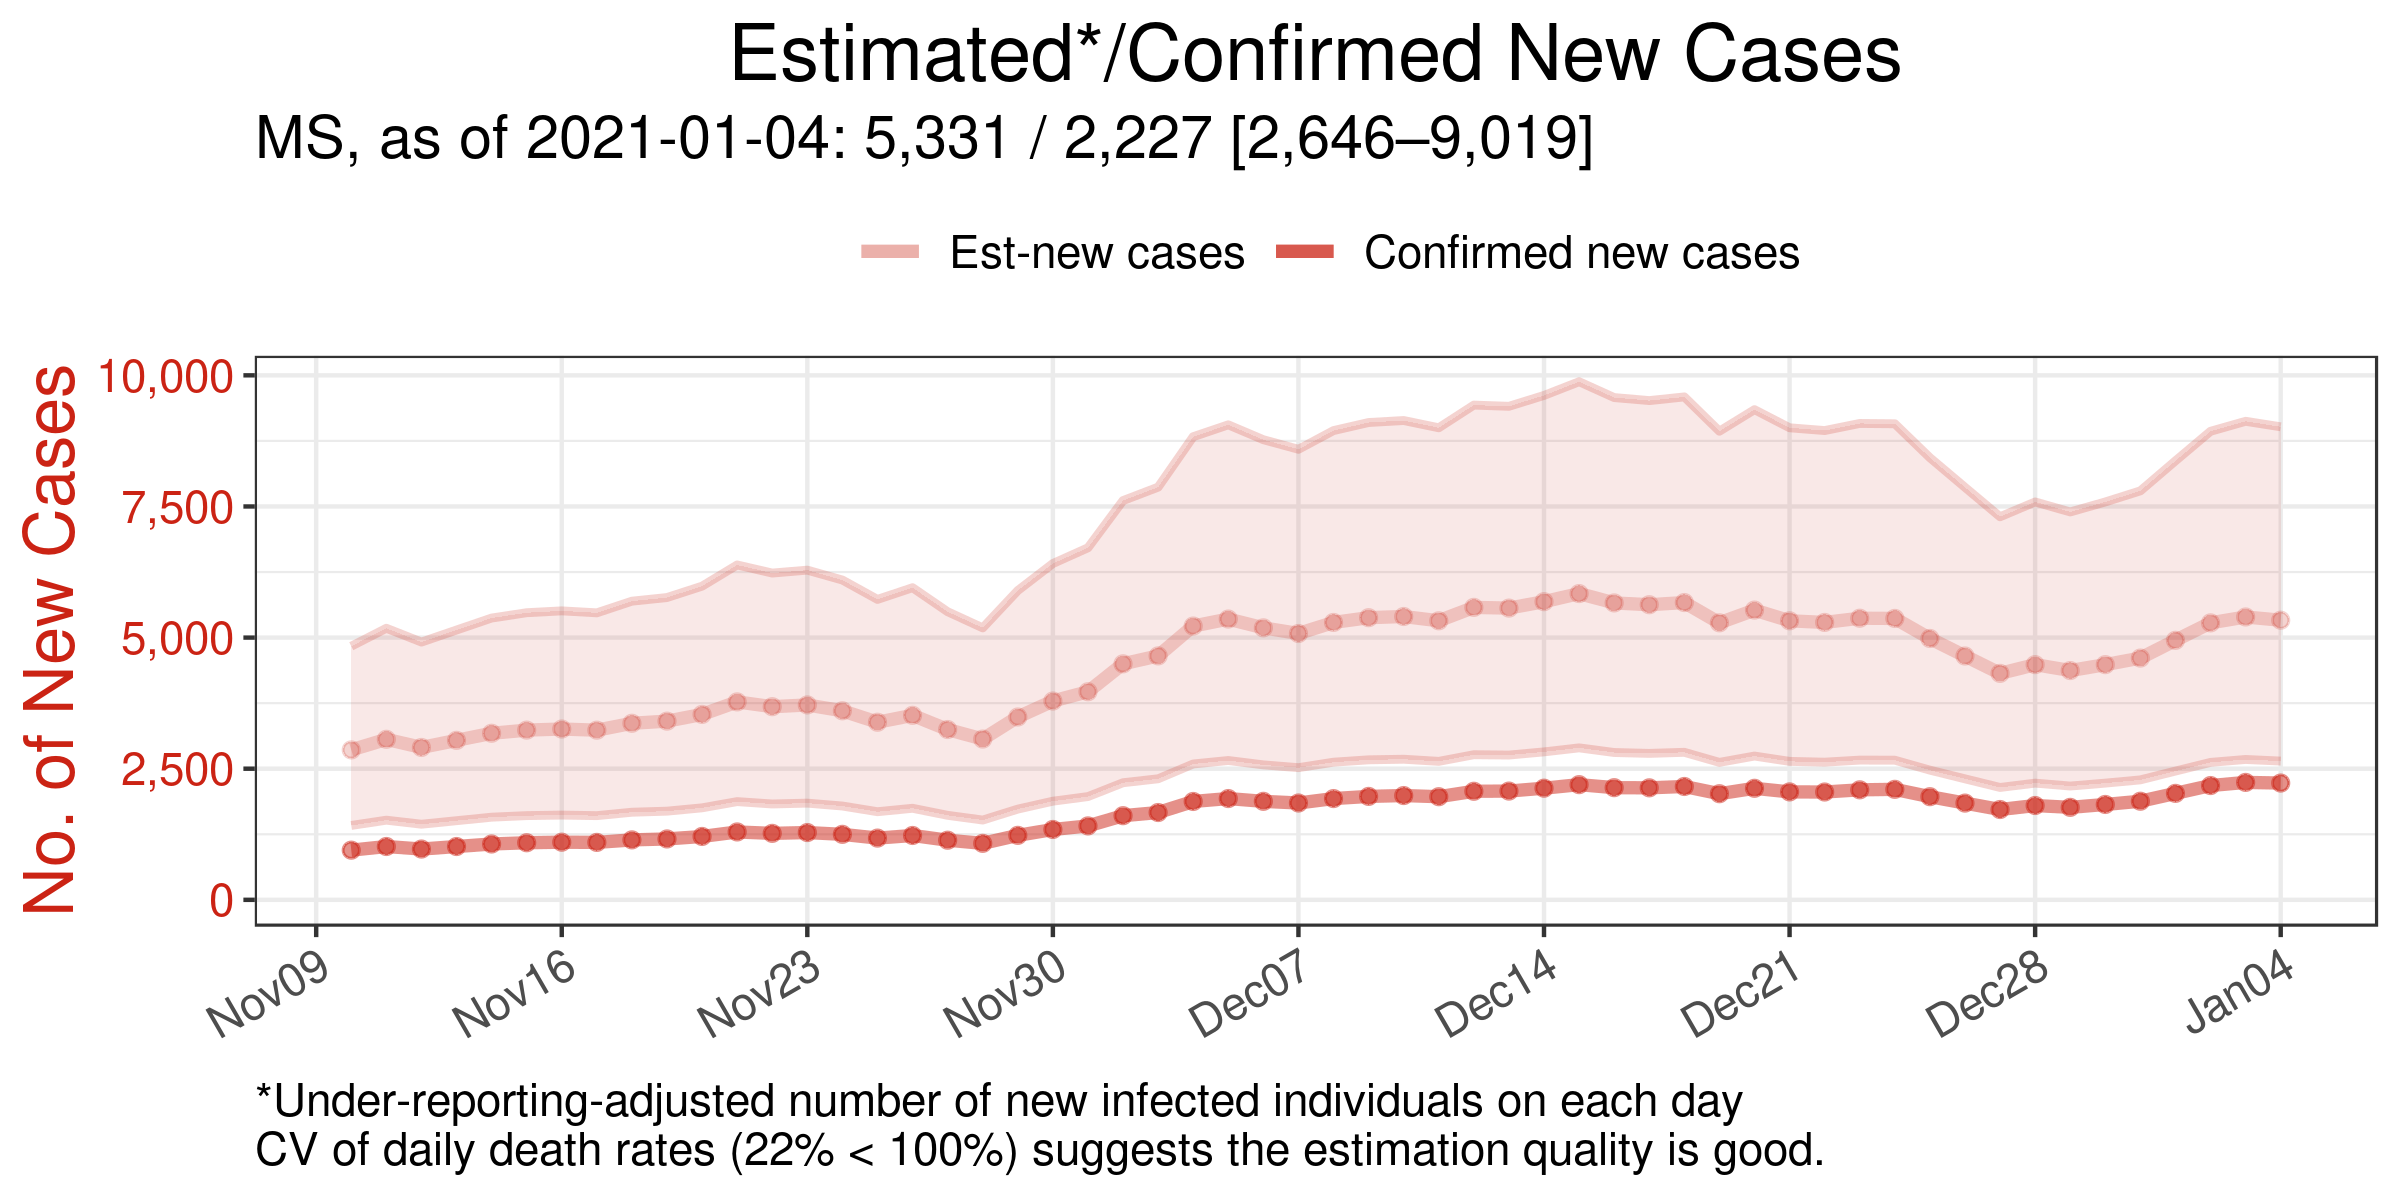 Estimated*/Confirmed New Cases
MS, as of 2021-01-04: 5,331 / 2,227 [2,646–9,019]
Est-new cases
Confirmed new cases
No. of New Cases
10,000
7,500
5,000
2,500
0
Nov09
Nov16
Nov23
Nov30
Dec07
Dec14
Dec21
Dec28
Jan04
*Under-reporting-adjusted number of new infected individuals on each day
CV of daily death rates (22% < 100%) suggests the estimation quality is good.